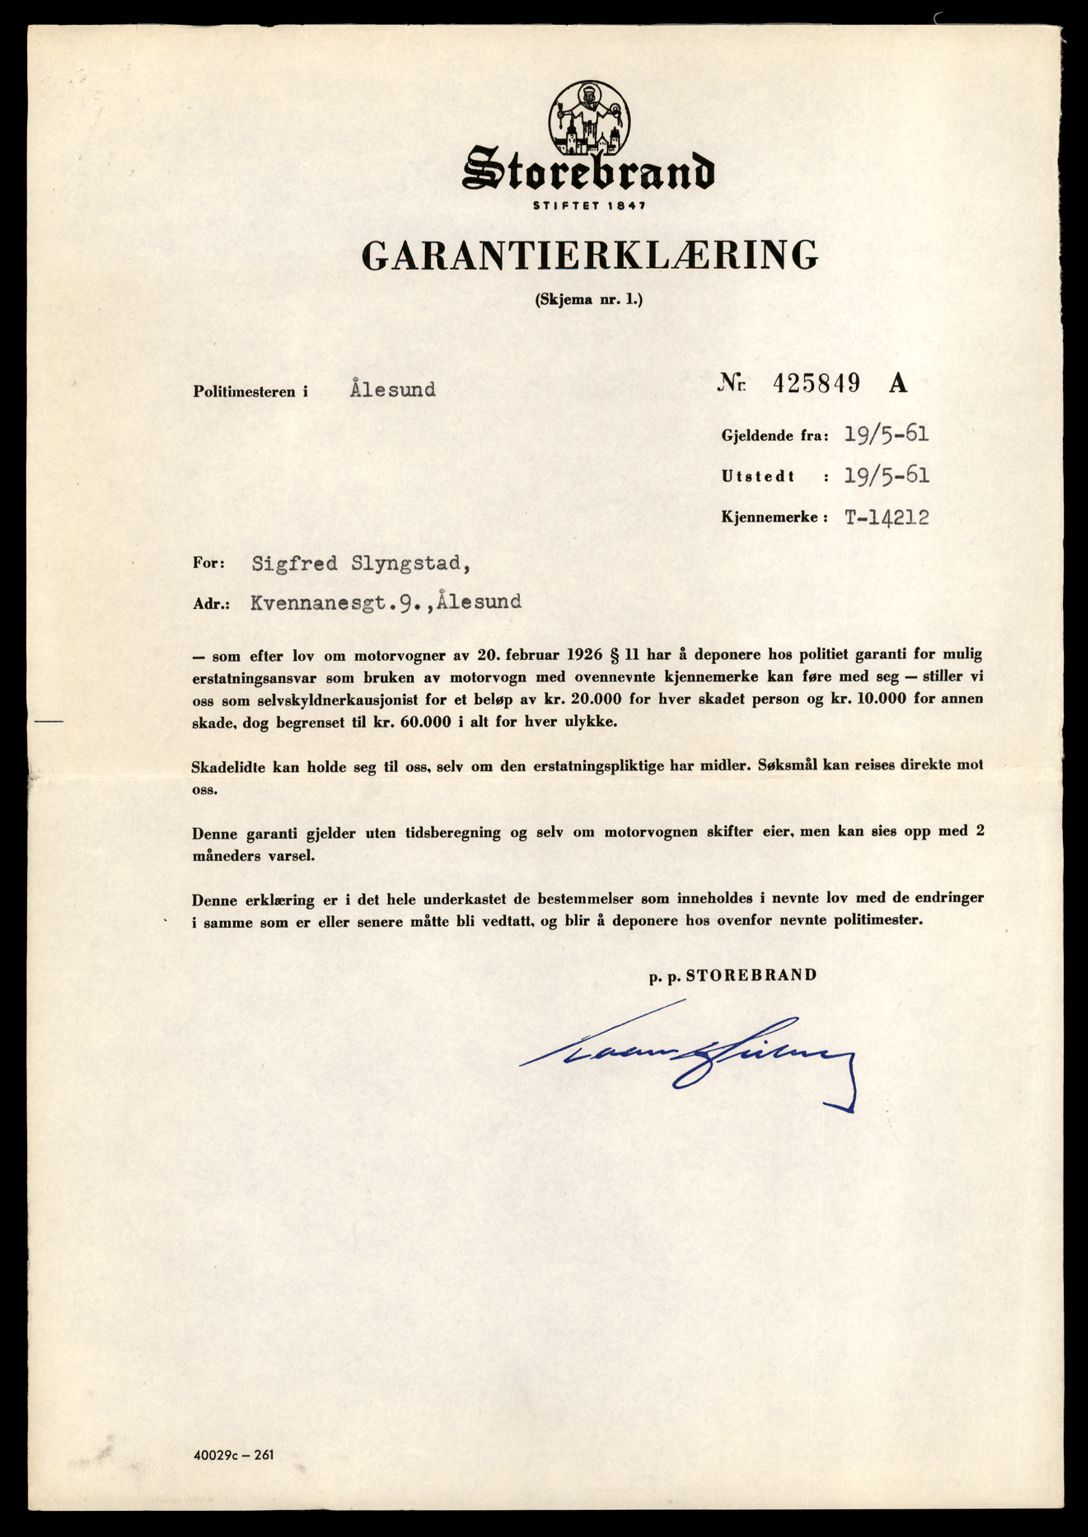 Storebrand
STIFTET 1847
GARANTIERKLÆRING
(Skjema nr. 1.)
Politimesteren i Ålesund
Nr. 425849 A
Gjeldende fra: 19/5-61
Utstedt : 19/5-61
Kjennemerke : T-14212
For: Sigfred Slyngstad,
Adr.: Kvennanesgt.9.,Ålesund
— som efter lov om motorvogner av 20. februar 1926 § 11 har å deponere hos politiet garanti for mulig
erstatningsansvar som bruken av motorvogn med ovennevnte kjennemerke kan føre med seg — stiller vi
oss som selvskyldnerkausjonist for et beløp av kr. 20.000 for hver skadet person og kr. 10.000 for annen
skade, dog begrenset til kr. 60.000 i alt for hver ulykke.
Skadelidte kan holde seg til oss, selv om den erstatningspliktige har midler. Søksmål kan reises direkte mot
oss.
Denne garanti gjelder uten tidsberegning og selv om motorvognen skifter eier, men kan sies opp med 2
måneders varsel.
Denne erklæring er i det hele underkastet de bestemmelser som inneholdes i nevnte lov med de endringer
i samme som er eller senere måtte bli vedtatt, og blir å deponere hos ovenfor nevnte politimester.
p. p. STOREBRAND
40029c – 261